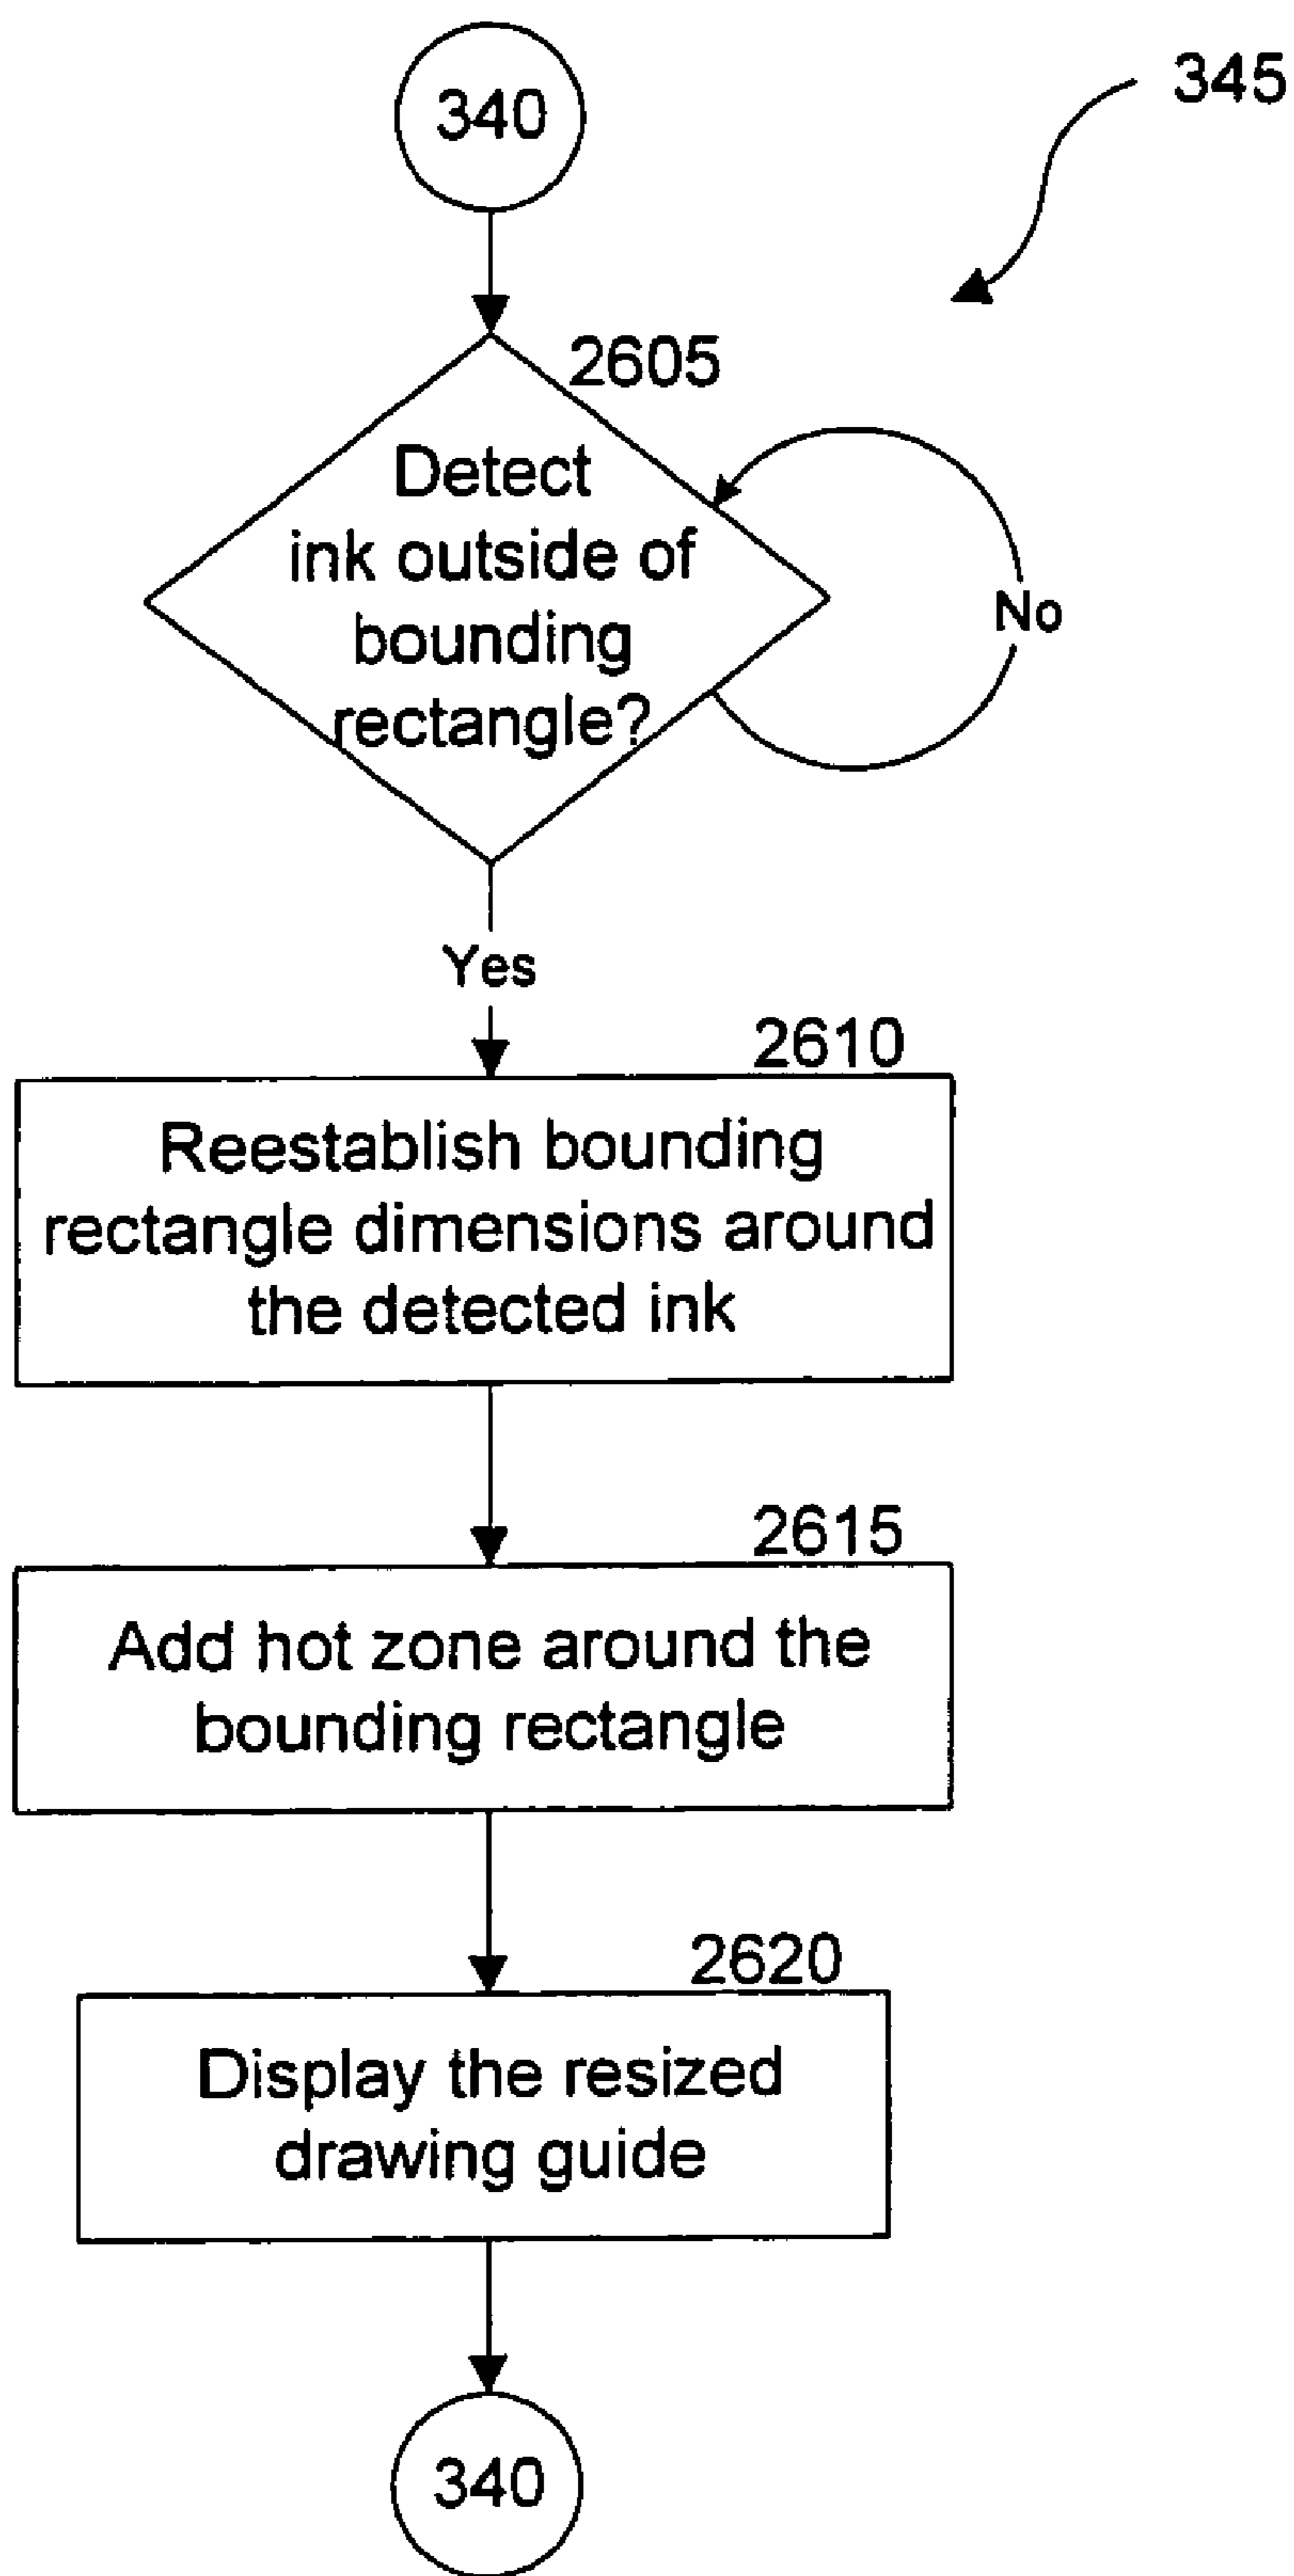 340
345
2605
Detect
ink outside of
bounding
rectangle?
No
Yes
2610
Reestablish bounding
rectangle dimensions around
the detected ink
2615
Add hot zone around the
bounding rectangle
2620
Display the resized
drawing guide
340